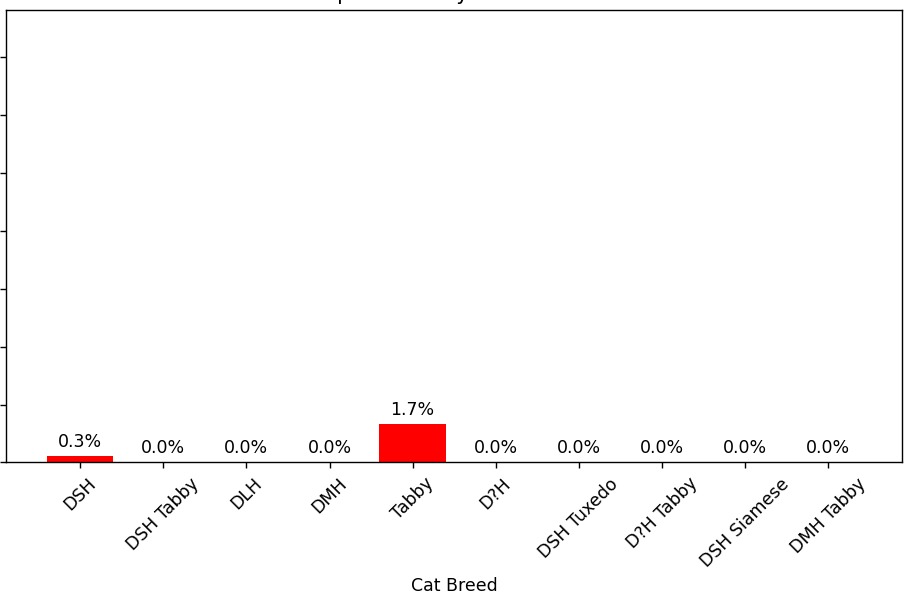 1.7%
0.3%
0.0%
0.0%
0.0%
0.0%
0.0%
0.0%
0.0%
0.0%
DSH
DSH Tabby
DLH
DMH
Tabby
D?H
DSH Tuxedo
D?H Tabby
DSH Siamese
DMH Tabby
Cat Breed